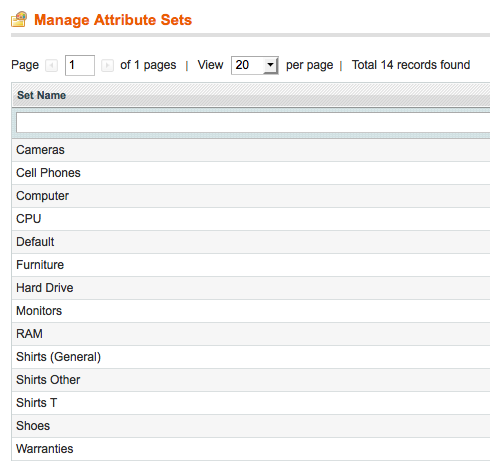 Manage Attribute Sets
Page 1 of 1 pages | View 20 per page | Total 14 records found
Set Name
Cameras
Cell Phones
Computer
CPU
Default
Furniture
Hard Drive
Monitors
RAM
Shirts (General)
Shirts Other
Shirts T
Shoes
Warranties